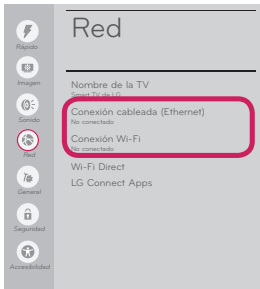 Red
Rápido
Imagen
Sonido
Red
General
Seguridad
Accesibilidad
Nombre de la TV
Smart TV de LG
Conexión cableada (Ethernet)
No conectado
Conexión Wi-Fi
No conectado
Wi-Fi Direct
LG Connect Apps